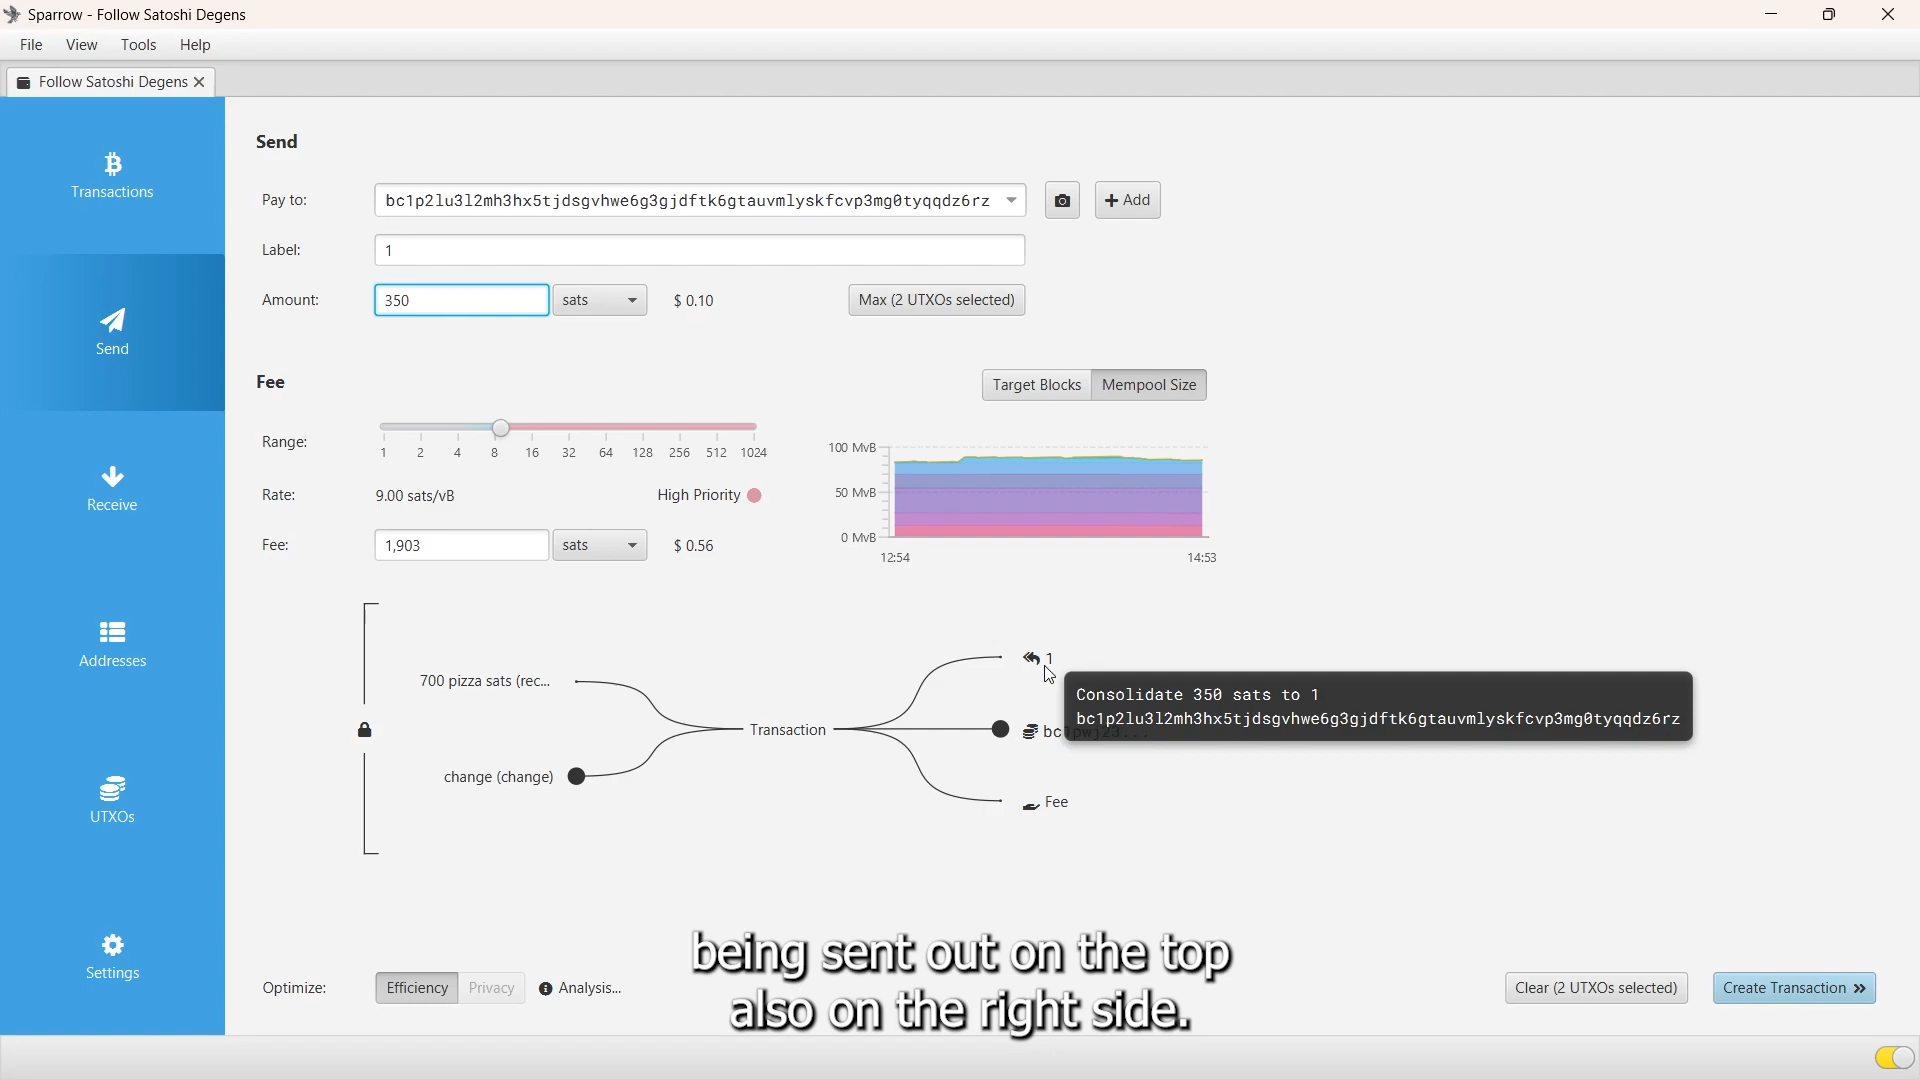 Sparrow - Follow Satoshi Degens
File View Tools Help
Follow Satoshi Degens
Transactions
Send
Receive
Addresses
UTXOs
Settings
Send
Pay to: bc1p2lu3l2mh3hx5tjdsgvhwe6g3gjdftk6gtauvmlyskfcvp3mg0tyqqdz6rz + Add
Label: 1
Amount: 350 sats $ 0.10 Max (2 UTXOs selected)
Fee Target Blocks Mempool Size
Range: 1 2 4 8 16 32 64 128 256 512 1024
Rate: 9.00 sats/vB High Priority
Fee: 1,903 sats $ 0.56
100 MvB
50 MvB
0 MvB
12:54 14:53
700 pizza sats (rec...
change (change)
Transaction
1
Consolidate 350 sats to 1
bc1p2lu3l2mh3hx5tjdsgvhwe6g3gjdftk6gtauvmlyskfcvp3mg0tyqqdz6rz
bc1pwj23...
Fee
being sent out on the top
also on the right side.
Optimize: Efficiency Privacy Analysis... Clear (2 UTXOs selected) Create Transaction »